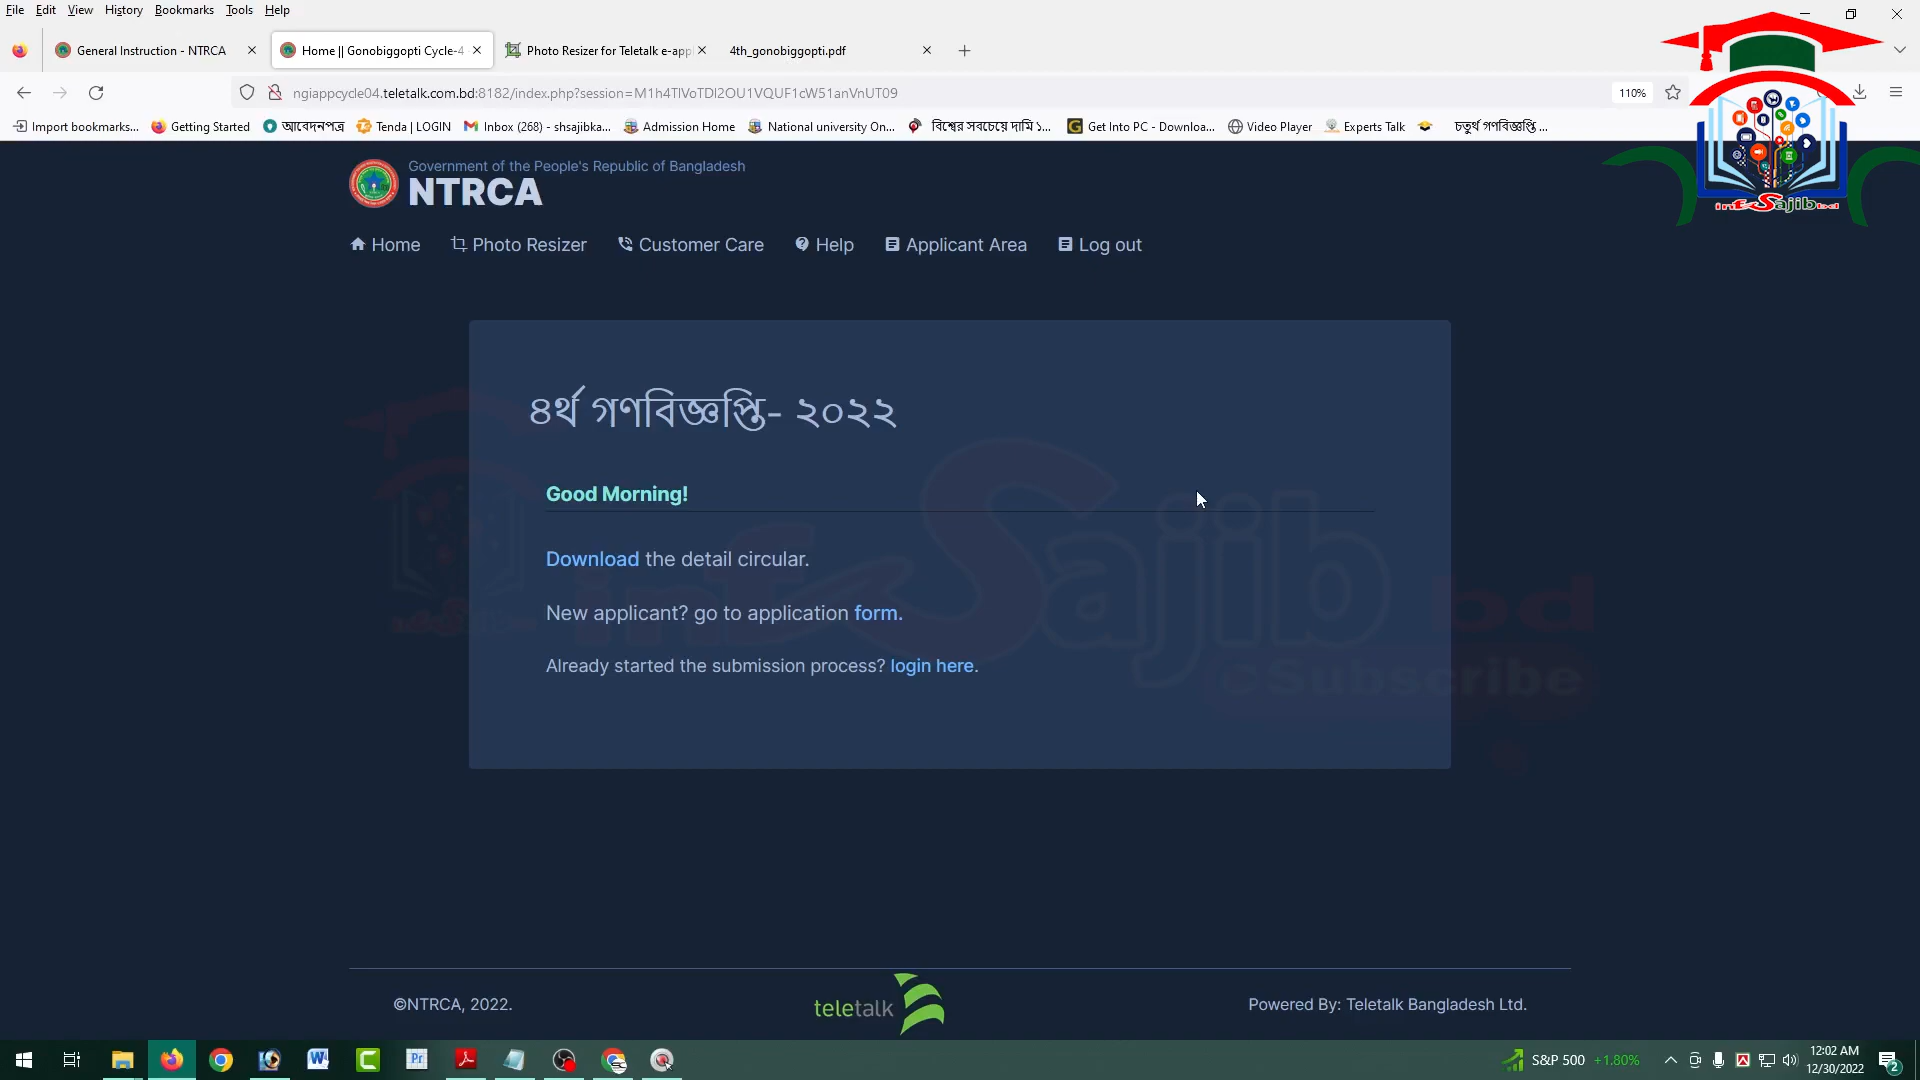 File Edit View History Bookmarks Tools Help
General Instruction - NTRCA
Home || Gonobiggopti Cycle-4
Photo Resizer for Teletalk e-app
4th_gonobiggopti.pdf
ngiappcycle04.teletalk.com.bd:8182/index.php?session=M1h4TlVoTDl2OU1VQUF1cW51anVnUT09
110%
Import bookmarks...
Getting Started
আবেদনপত্র
Tenda | LOGIN
Inbox (268) - shsajibka...
Admission Home
National university On...
বিশ্বের সবচেয়ে দামি ১...
Get Into PC - Downloa...
Video Player
Experts Talk
চতুর্থ গণবিজ্ঞপ্তি ...
infoSajibbd
Government of the People's Republic of Bangladesh
NTRCA
Home
Photo Resizer
Customer Care
Help
Applicant Area
Log out
৪র্থ গণবিজ্ঞপ্তি- ২০২২
Good Morning!
Download the detail circular.
New applicant? go to application form.
Already started the submission process? login here.
Sajib bd
Subscribe
©NTRCA, 2022.
teletalk
Powered By: Teletalk Bangladesh Ltd.
S&P 500 +1.80%
12:02 AM
12/30/2022
2